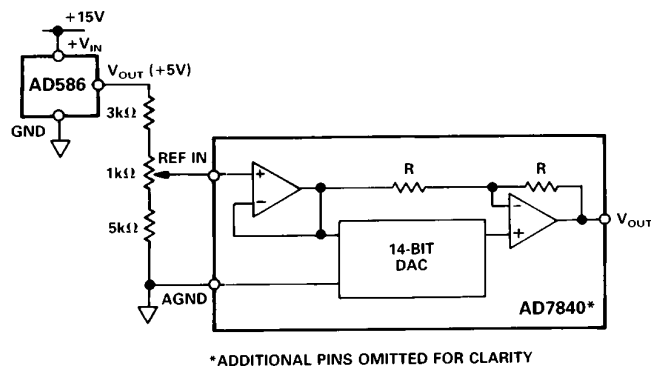 +15V
+VIN
AD586
VOUT (+5V)
GND
3kΩ
1kΩ
REF IN
5kΩ
AGND
R
R
14-BIT
DAC
VOUT
AD7840*
*ADDITIONAL PINS OMITTED FOR CLARITY